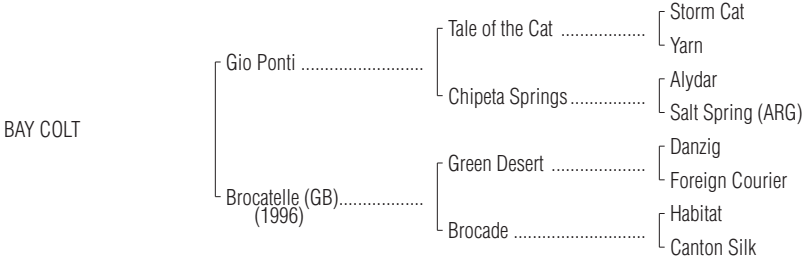 Storm Cat
Tale of the Cat ..................
Yarn
Gio Ponti ..........................
Alydar
Chipeta Springs................
Salt Spring (ARG)
BAY COLT
Danzig
Green Desert ....................
Foreign Courier
Brocatelle (GB)..................
(1996)
Habitat
Brocade ............................
Canton Silk